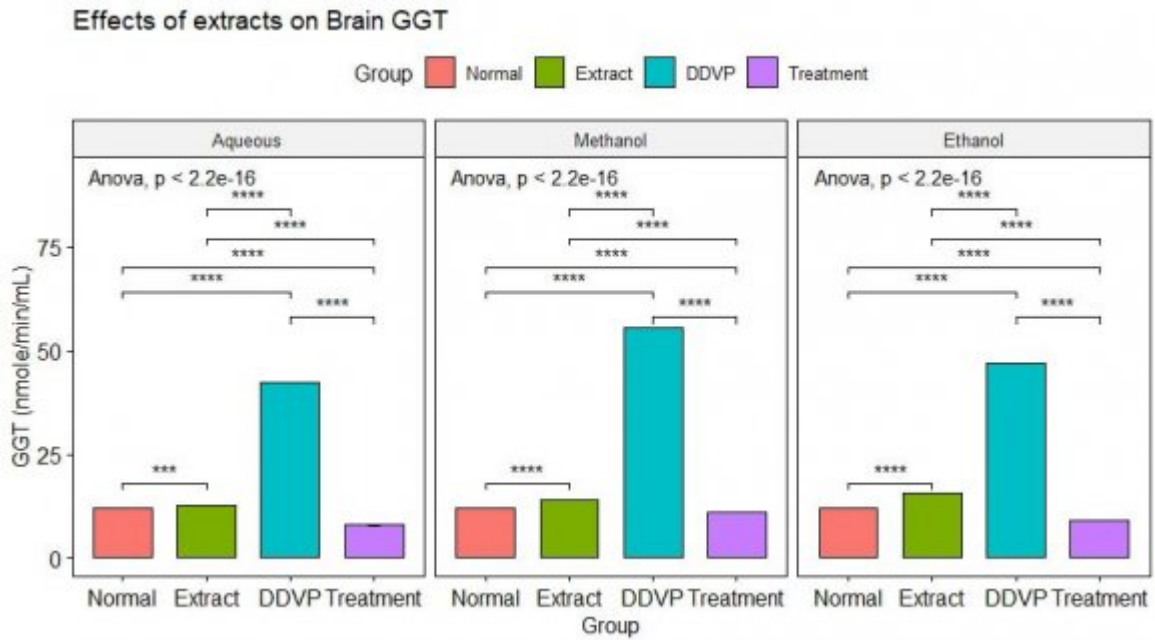 Effects of extracts on Brain GGT
Group Normal Extract DDVP Treatment
Aqueous Methanol Ethanol
Anova, p < 2.2e-16 Anova, p < 2.2e-16 Anova, p < 2.2e-16
**** **** ****
**** **** ****
**** **** ****
**** **** ****
**** **** ****
*** **** ****
75
50
25
0
GGT (nmole/min/mL)
Normal Extract DDVP Treatment Normal Extract DDVP Treatment Normal Extract DDVP Treatment
Group